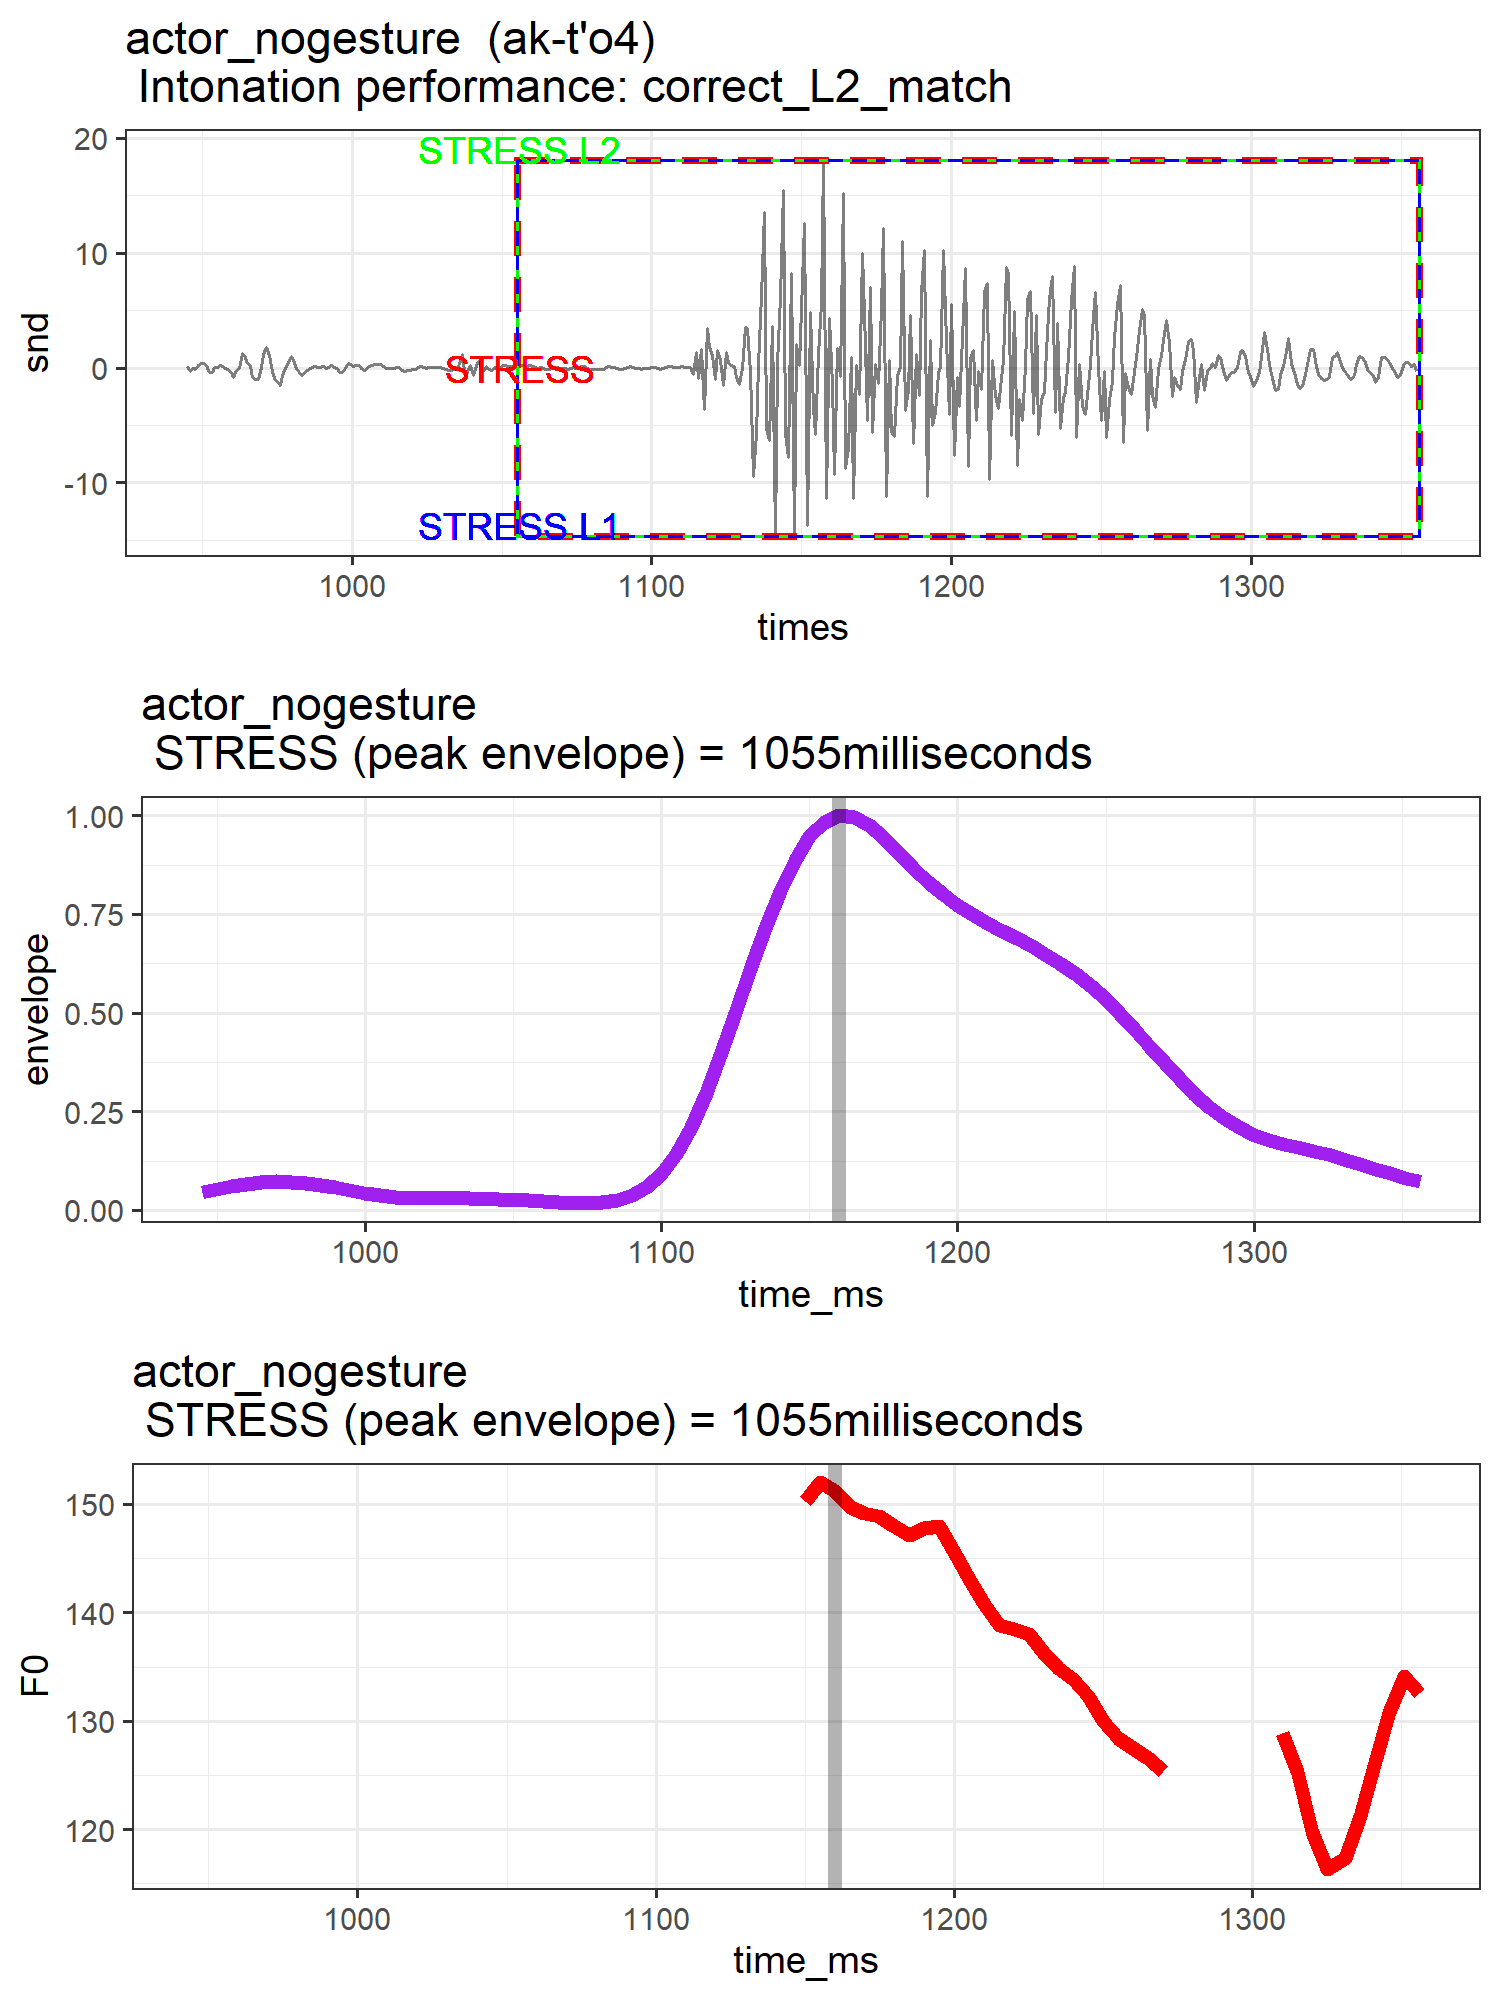 actor_nogesture  (ak-t'o4)
Intonation performance: correct_L2_match
20
10
0
-10
snd
STRESS L2
STRESS
STRESS L1
1000 1100 1200 1300
times
actor_nogesture
STRESS (peak envelope) = 1055milliseconds
1.00
0.75
0.50
0.25
0.00
envelope
1000 1100 1200 1300
time_ms
actor_nogesture
STRESS (peak envelope) = 1055milliseconds
150
140
130
120
F0
1000 1100 1200 1300
time_ms